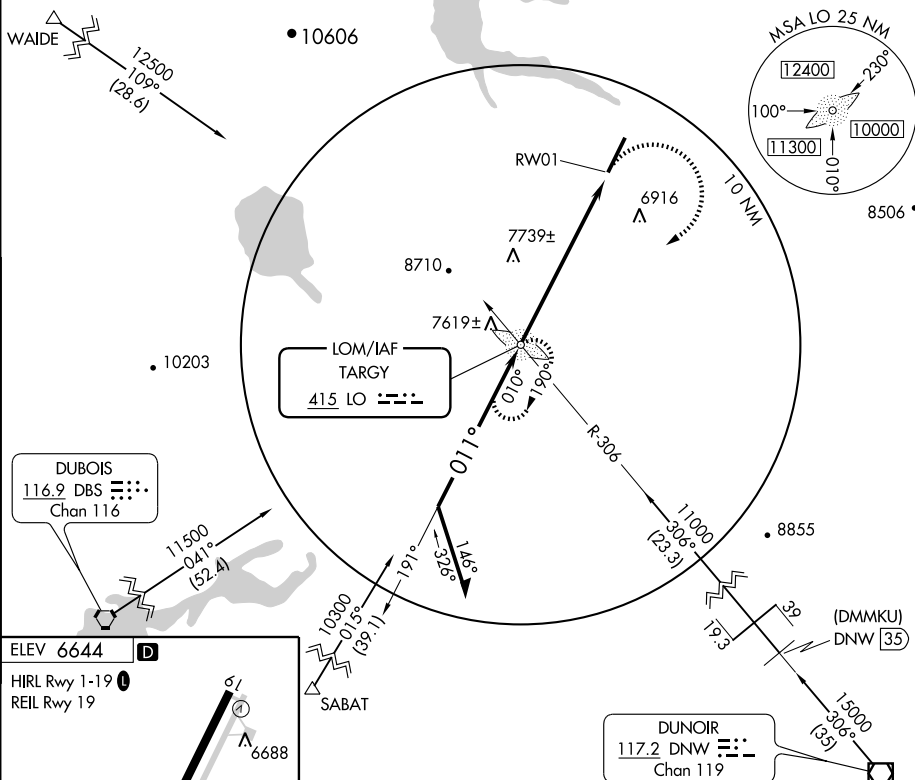 WAIDE
12500
109°
(28.6)
10606
MSA LO 25 NM
12400
230°
100°
10000
11300
010°
8506
RW01
6916
10 NM
7739±
8710
7619±
10203
LOM/IAF
TARGY
415 LO
010°
190°
011°
R-306
DUBOIS
116.9 DBS
Chan 116
11500
041°
(52.4)
191°
326°
146°
10300
015°
(39.1)
SABAT
8855
11000
306°
(23.3)
39
19.3
(DMMKU)
DNW 35
15000
306°
(35)
DUNOIR
117.2 DNW
Chan 119
ELEV 6644 D
HIRL Rwy 1-19 L
REIL Rwy 19
19
A
6688